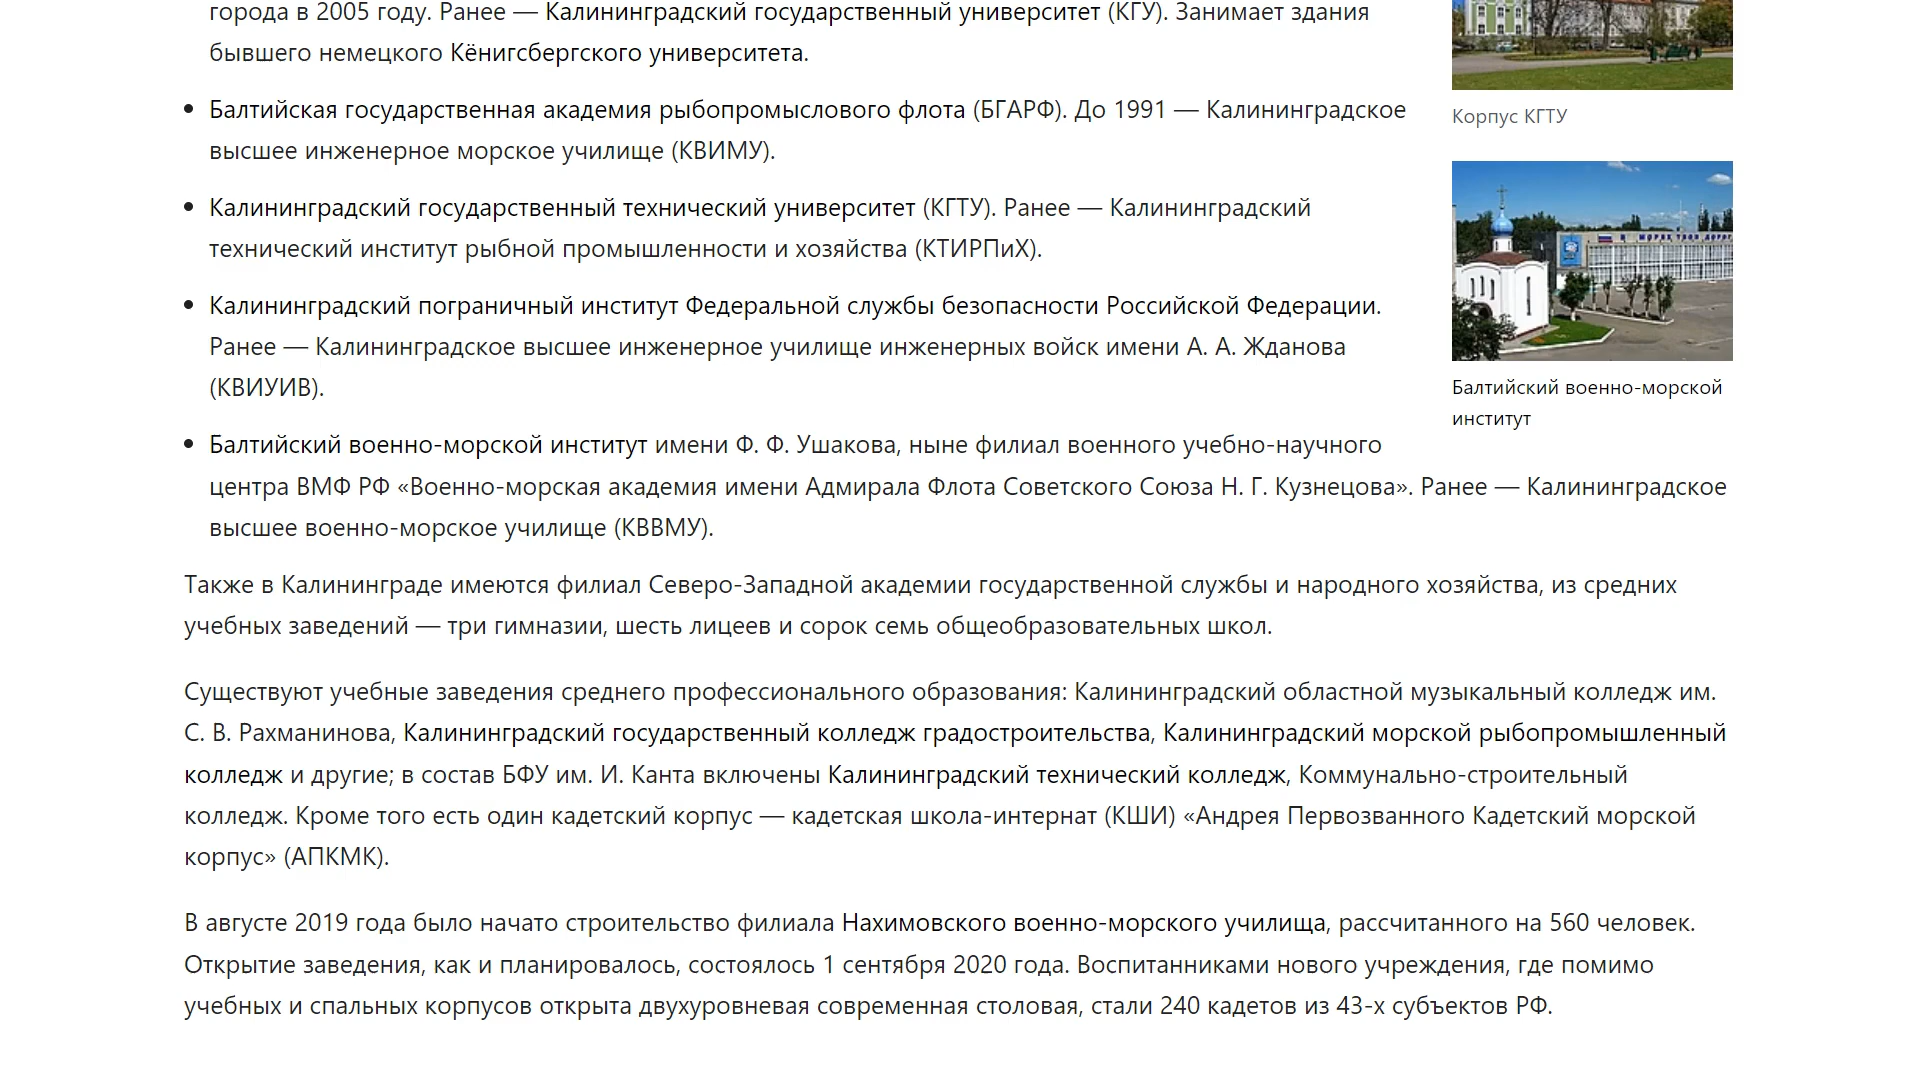 города в 2005 году. Ранее — Калининградский государственный университет (КГУ). Занимает здания
бывшего немецкого Кёнигсбергского университета.
Балтийская государственная академия рыбопромыслового флота (БГАРФ). До 1991 — Калининградское
высшее инженерное морское училище (КВИМУ).
Калининградский государственный технический университет (КГТУ). Ранее — Калининградский
технический институт рыбной промышленности и хозяйства (КТИРПиХ).
Калининградский пограничный институт Федеральной службы безопасности Российской Федерации.
Ранее — Калининградское высшее инженерное училище инженерных войск имени А. А. Жданова
(КВИУИВ).
Балтийский военно-морской институт имени Ф. Ф. Ушакова, ныне филиал военного учебно-научного
центра ВМФ РФ «Военно-морская академия имени Адмирала Флота Советского Союза Н. Г. Кузнецова». Ранее — Калининградское
высшее военно-морское училище (КВВМУ).
Корпус КГТУ
Балтийский военно-морской
институт
Также в Калининграде имеются филиал Северо-Западной академии государственной службы и народного хозяйства, из средних
учебных заведений — три гимназии, шесть лицеев и сорок семь общеобразовательных школ.
Существуют учебные заведения среднего профессионального образования: Калининградский областной музыкальный колледж им.
С. В. Рахманинова, Калининградский государственный колледж градостроительства, Калининградский морской рыбопромышленный
колледж и другие; в состав БФУ им. И. Канта включены Калининградский технический колледж, Коммунально-строительный
колледж. Кроме того есть один кадетский корпус — кадетская школа-интернат (КШИ) «Андрея Первозванного Кадетский морской
корпус» (АПКМК).
В августе 2019 года было начато строительство филиала Нахимовского военно-морского училища, рассчитанного на 560 человек.
Открытие заведения, как и планировалось, состоялось 1 сентября 2020 года. Воспитанниками нового учреждения, где помимо
учебных и спальных корпусов открыта двухуровневая современная столовая, стали 240 кадетов из 43-х субъектов РФ.